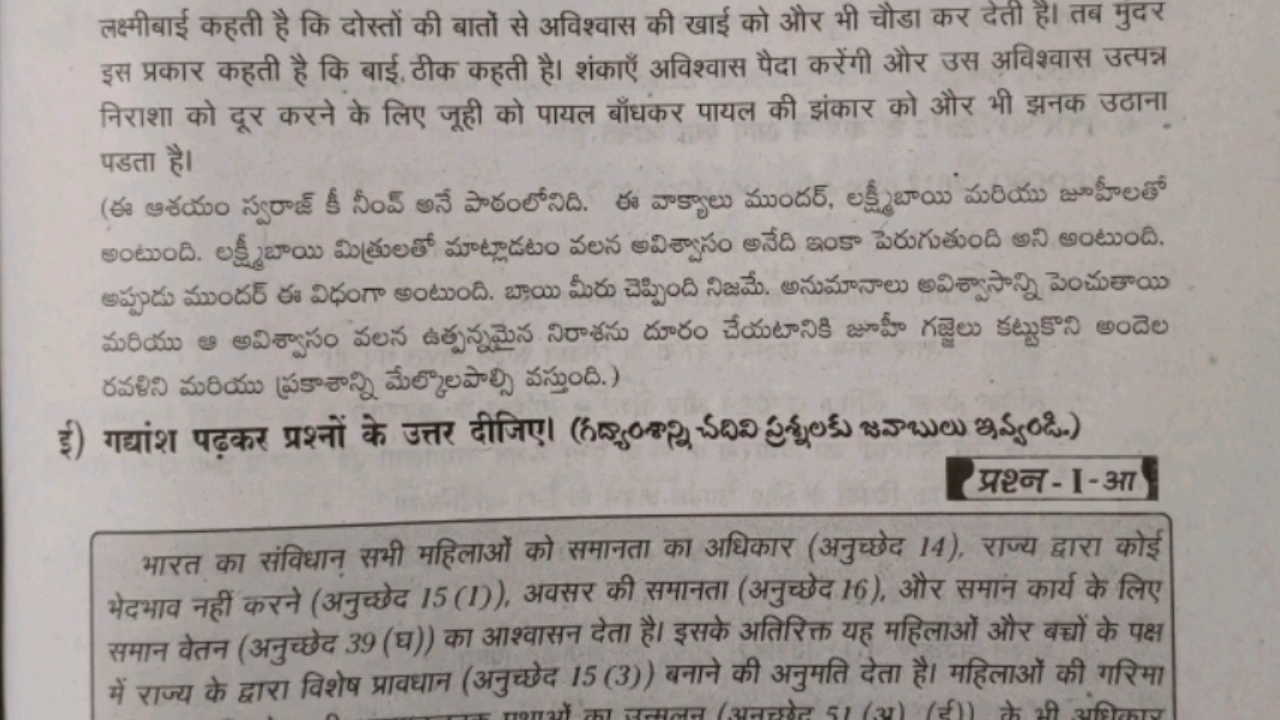 लक्ष्मीबाई कहती है कि दोस्तों की बातों से अविश्वास की खाई को और भी चौडा कर देती है। तब मुंदर
इस प्रकार कहती है कि बाई, ठीक कहती है। शंकाएँ अविश्वास पैदा करेंगी और उस अविश्वास उत्पन्न
निराशा को दूर करने के लिए जूही को पायल बाँधकर पायल की झंकार को और भी झनक उठाना
पडता है।
(ఈ ఆశయం స్వరాజ్ కీ నీంవ్ అనే పాఠంలోనిది. ఈ వాక్యాలు ముందర్, లక్ష్మీబాయి మరియు జూహీలతో
అంటుంది. లక్ష్మీబాయి మిత్రులతో మాట్లాడటం వలన అవిశ్వాసం అనేది ఇంకా పెరుగుతుంది అని అంటుంది.
అప్పుడు ముందర్ ఈ విధంగా అంటుంది. బాయి మీరు చెప్పింది నిజమే. అనుమానాలు అవిశ్వాసాన్ని పెంచుతాయి
మరియు ఆ అవిశ్వాసం వలన ఉత్పన్నమైన నిరాశను దూరం చేయటానికి జూహీ గజ్జెలు కట్టుకొని అందెల
రవళిని మరియు ప్రకాశాన్ని మేల్కొలపాల్సి వస్తుంది.)
ई) गद्यांश पढ़कर प्रश्नों के उत्तर दीजिए। (గద్యాంశాన్ని చదివి ప్రశ్నలకు జవాబులు ఇవ్వండి.)
प्रश्न - I - आ
भारत का संविधान सभी महिलाओं को समानता का अधिकार (अनुच्छेद 14), राज्य द्वारा कोई
भेदभाव नहीं करने (अनुच्छेद 15 (1)), अवसर की समानता (अनुच्छेद 16), और समान कार्य के लिए
समान वेतन (अनुच्छेद 39 (घ)) का आश्वासन देता है। इसके अतिरिक्त यह महिलाओं और बच्चों के पक्ष
में राज्य के द्वारा विशेष प्रावधान (अनुच्छेद 15 (3)) बनाने की अनुमति देता है। महिलाओं की गरिमा
प्रथाओं का उन्मूलन (अनुच्छेद 51 (अ) (ई)) के भी अधिकार